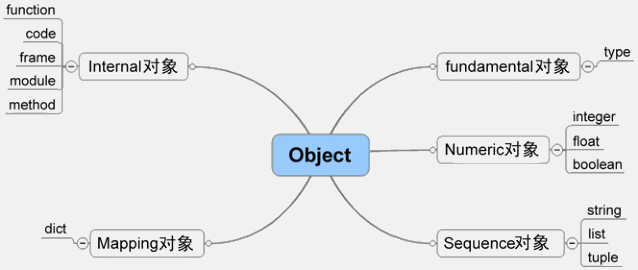 function
code
frame
module
method
Internal对象
fundamental对象
type
Object
Numeric对象
integer
float
boolean
dict
Mapping对象
Sequence对象
string
list
tuple